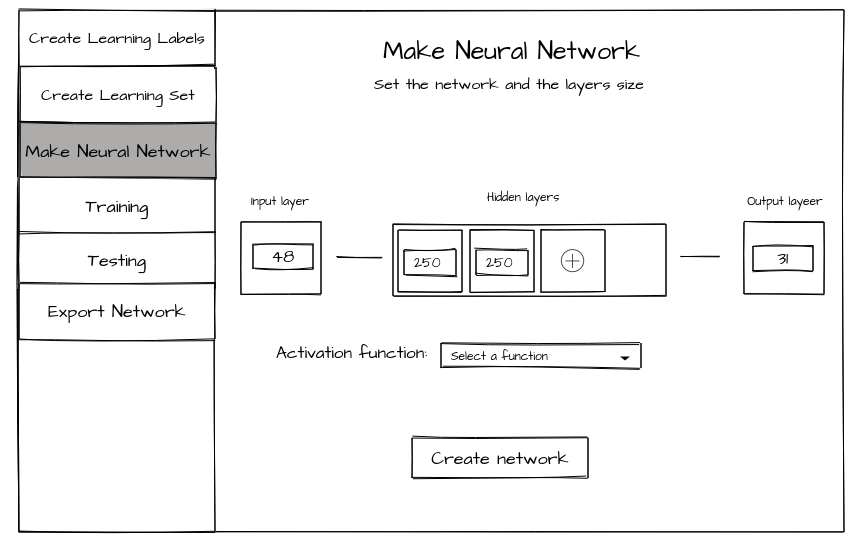 Create Learning Labels
Create Learning Set
Make Neural Network
Training
Testing
Export Network
Make Neural Network
Set the network and the layers size
Input layer
Hidden layers
Output layeer
48
250
250
31
Activation function:
Select a function
Create network